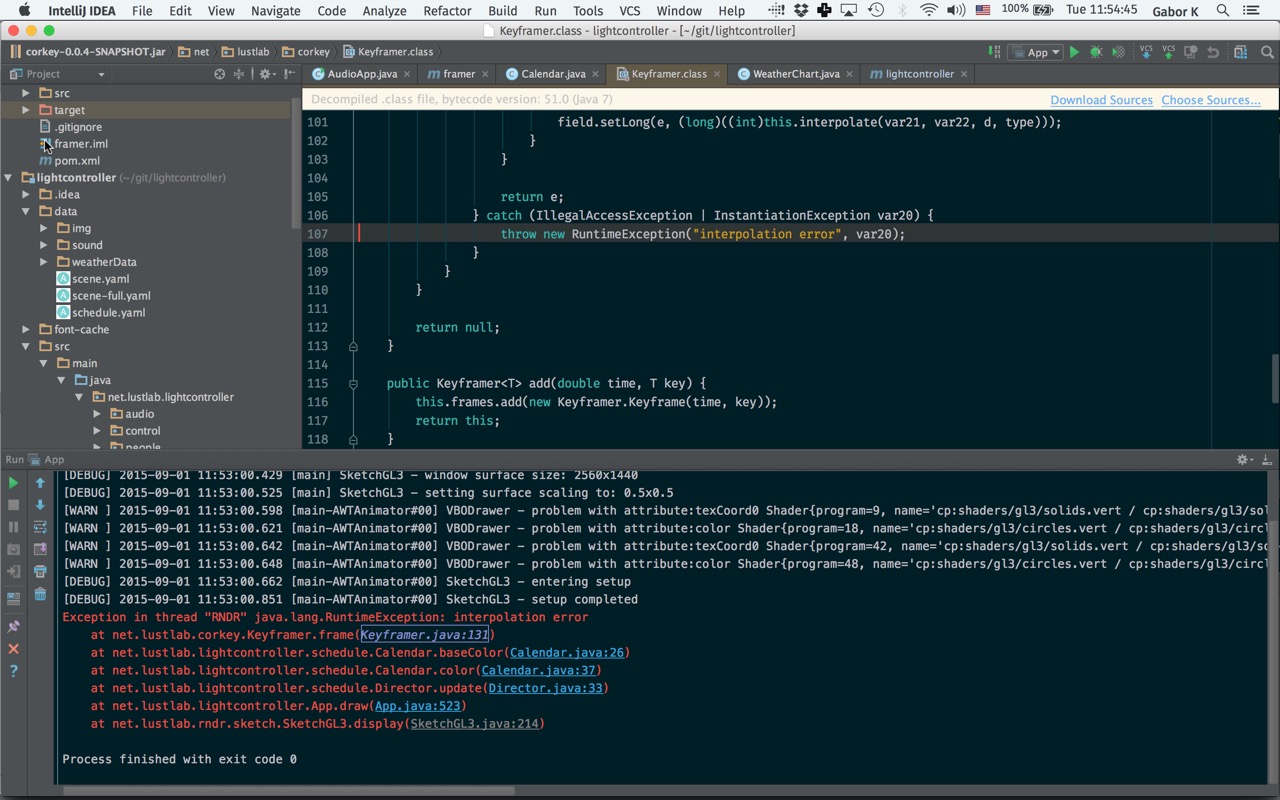 IntelliJ IDEA File Edit View Navigate Code Analyze Refactor Build Run Tools VCS Window Help 100% Tue 11:54:45 Gabor K
Keyframer.class - lightcontroller - [~/git/lightcontroller]
corkey-0.0.4-SNAPSHOT.jar net lustlab corkey Keyframer.class App VCS VCS
Project AudioApp.java framer Calendar.java Keyframer.class WeatherChart.java lightcontroller
Decompiled .class file, bytecode version: 51.0 (Java 7) Download Sources Choose Sources...
src
target
.gitignore
framer.iml
pom.xml
lightcontroller (~/git/lightcontroller)
.idea
data
img
sound
weatherData
scene.yaml
scene-full.yaml
schedule.yaml
font-cache
src
main
java
net.lustlab.lightcontroller
audio
control
people
101 field.setLong(e, (long)((int)this.interpolate(var21, var22, d, type)));
102 }
103 }
104
105 return e;
106 } catch (IllegalAccessException | InstantiationException var20) {
107 throw new RuntimeException("interpolation error", var20);
108 }
109 }
110 }
111
112 return null;
113 }
114
115 public Keyframer<T> add(double time, T key) {
116 this.frames.add(new Keyframer.Keyframe(time, key));
117 return this;
118 }
Run App
[DEBUG] 2015-09-01 11:53:00.429 [main] SketchGL3 - window surface size: 2560x1440
[DEBUG] 2015-09-01 11:53:00.525 [main] SketchGL3 - setting surface scaling to: 0.5x0.5
[WARN ] 2015-09-01 11:53:00.598 [main-AWTAnimator#00] VBODrawer - problem with attribute:texCoord0 Shader{program=9, name='cp:shaders/gl3/solids.vert / cp:shaders/gl3/sol
[WARN ] 2015-09-01 11:53:00.621 [main-AWTAnimator#00] VBODrawer - problem with attribute:color Shader{program=18, name='cp:shaders/gl3/circles.vert / cp:shaders/gl3/circl
[WARN ] 2015-09-01 11:53:00.642 [main-AWTAnimator#00] VBODrawer - problem with attribute:texCoord0 Shader{program=42, name='cp:shaders/gl3/solids.vert / cp:shaders/gl3/so
[WARN ] 2015-09-01 11:53:00.648 [main-AWTAnimator#00] VBODrawer - problem with attribute:color Shader{program=48, name='cp:shaders/gl3/circles.vert / cp:shaders/gl3/circl
[DEBUG] 2015-09-01 11:53:00.662 [main-AWTAnimator#00] SketchGL3 - entering setup
[DEBUG] 2015-09-01 11:53:00.851 [main-AWTAnimator#00] SketchGL3 - setup completed
Exception in thread "RNDR" java.lang.RuntimeException: interpolation error
at net.lustlab.corkey.Keyframer.frame(Keyframer.java:131)
at net.lustlab.lightcontroller.schedule.Calendar.baseColor(Calendar.java:26)
at net.lustlab.lightcontroller.schedule.Calendar.color(Calendar.java:37)
at net.lustlab.lightcontroller.schedule.Director.update(Director.java:33)
at net.lustlab.lightcontroller.App.draw(App.java:523)
at net.lustlab.rndr.sketch.SketchGL3.display(SketchGL3.java:214)
Process finished with exit code 0